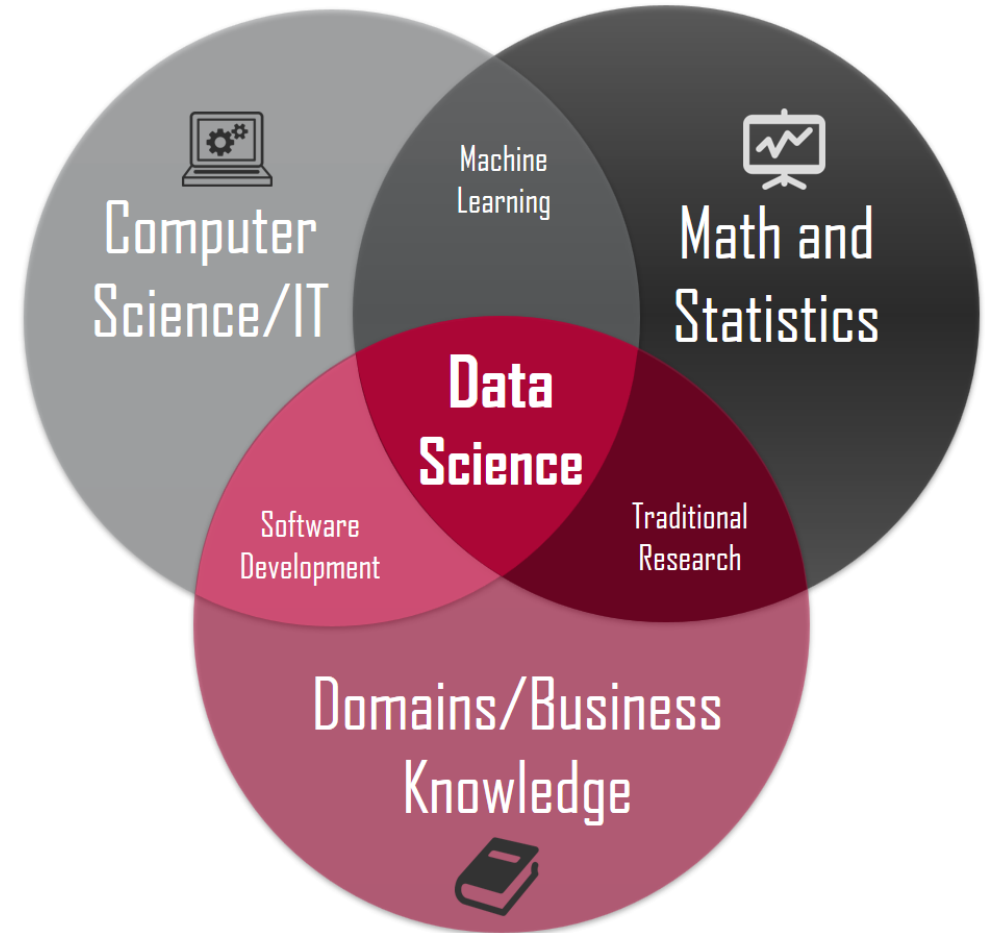 Machine
Learning
Computer
Science/IT
Math and
Statistics
Data
Science
Software
Development
Traditional
Research
Domains/Business
Knowledge